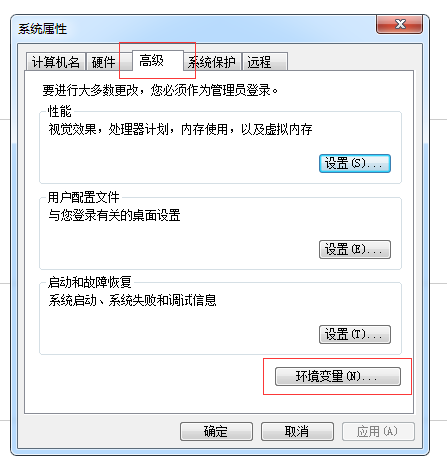 系统属性
计算机名 硬件 高级 系统保护 远程
要进行大多数更改，您必须作为管理员登录。
性能
视觉效果，处理器计划，内存使用，以及虚拟内存
设置(S)...
用户配置文件
与您登录有关的桌面设置
设置(E)...
启动和故障恢复
系统启动、系统失败和调试信息
设置(T)...
环境变量(N)...
确定 取消 应用(A)